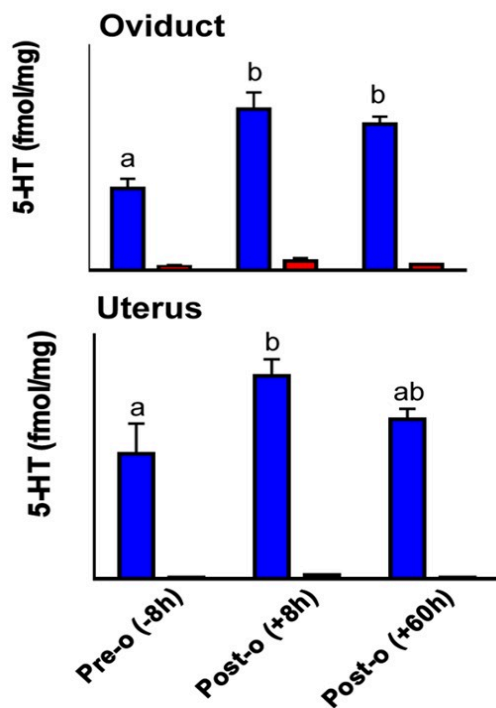 Oviduct
5-HT (fmol/mg)
a
b
b
Uterus
5-HT (fmol/mg)
a
b
ab
Pre-o (-8h)
Post-o (+8h)
Post-o (+60h)